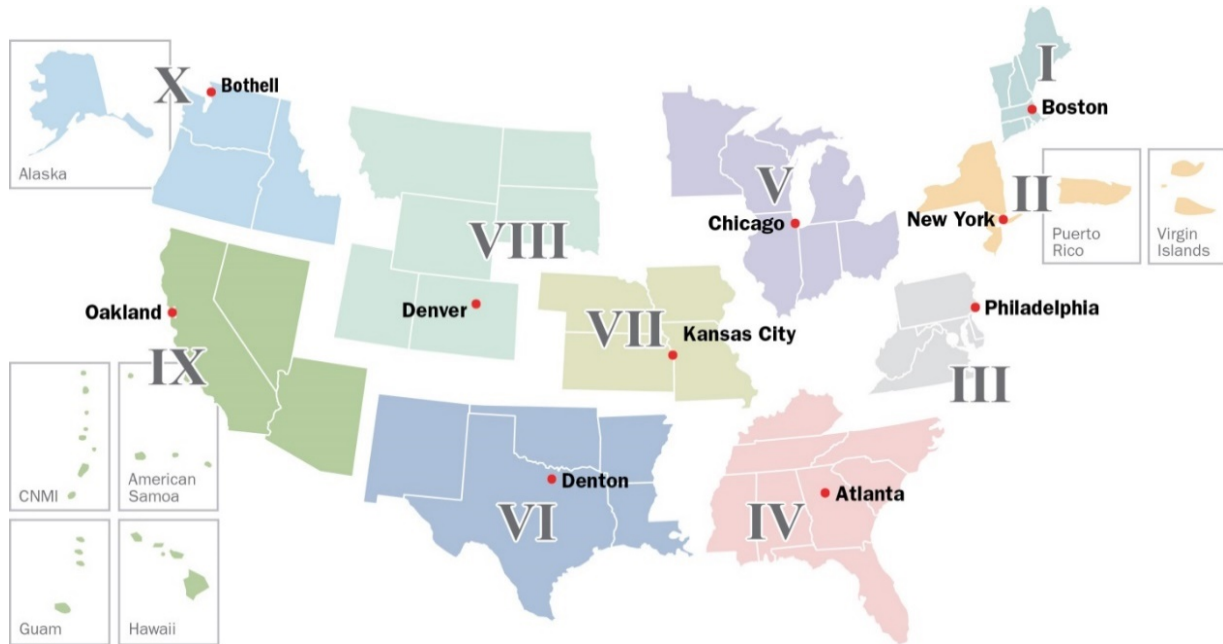 I
X
Bothell
Boston
Alaska
V
II
VIII
Chicago
New York
Puerto
Rico
Virgin
Islands
Oakland
Denver
VII
Kansas City
Philadelphia
IX
III
CNMI
American
Samoa
Denton
Atlanta
VI
IV
Guam
Hawaii